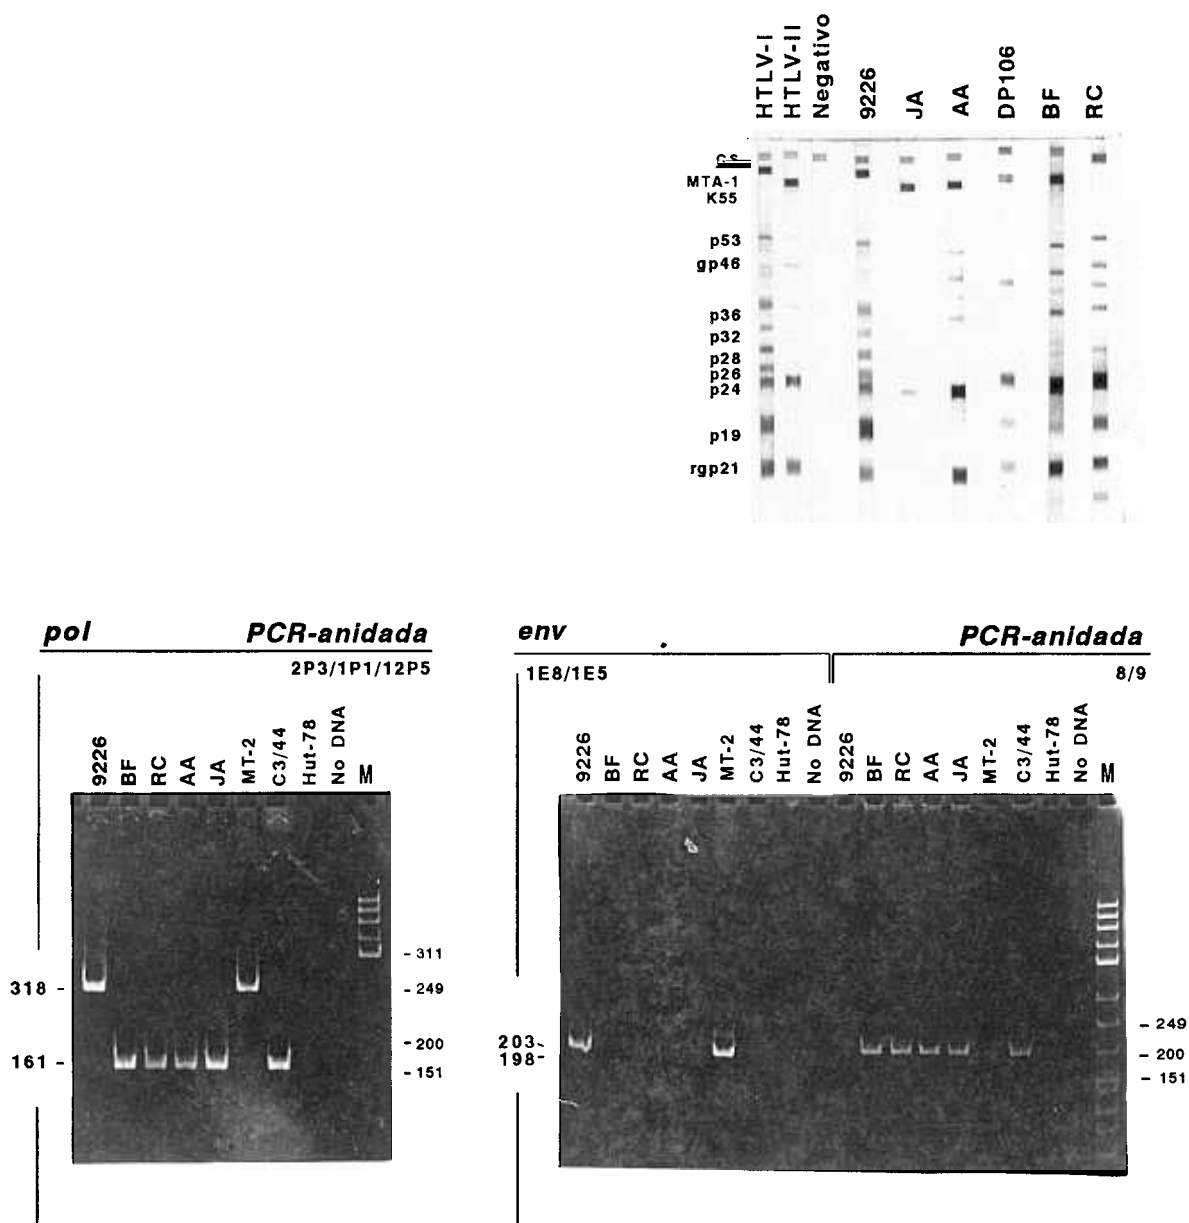 HTLV-I HTLV-II Negativo 9226 JA AA DP106 BF RC
MTA-1
K55
p53
gp46
p36
p32
p28
p26
p24
p19
rgp21
pol PCR-anidada
2P3/1P1/12P5
9226 BF RC AA JA MT-2 C3/44 Hut-78 No DNA M
- 311
318 - - 249
- 200
161 -
- 151
env PCR-anidada
1E8/1E5 8/9
9226 BF RC AA JA MT-2 C3/44 Hut-78 No DNA 9226 BF RC AA JA MT-2 C3/44 Hut-78 No DNA M
- 249
203-
198- - 200
- 151